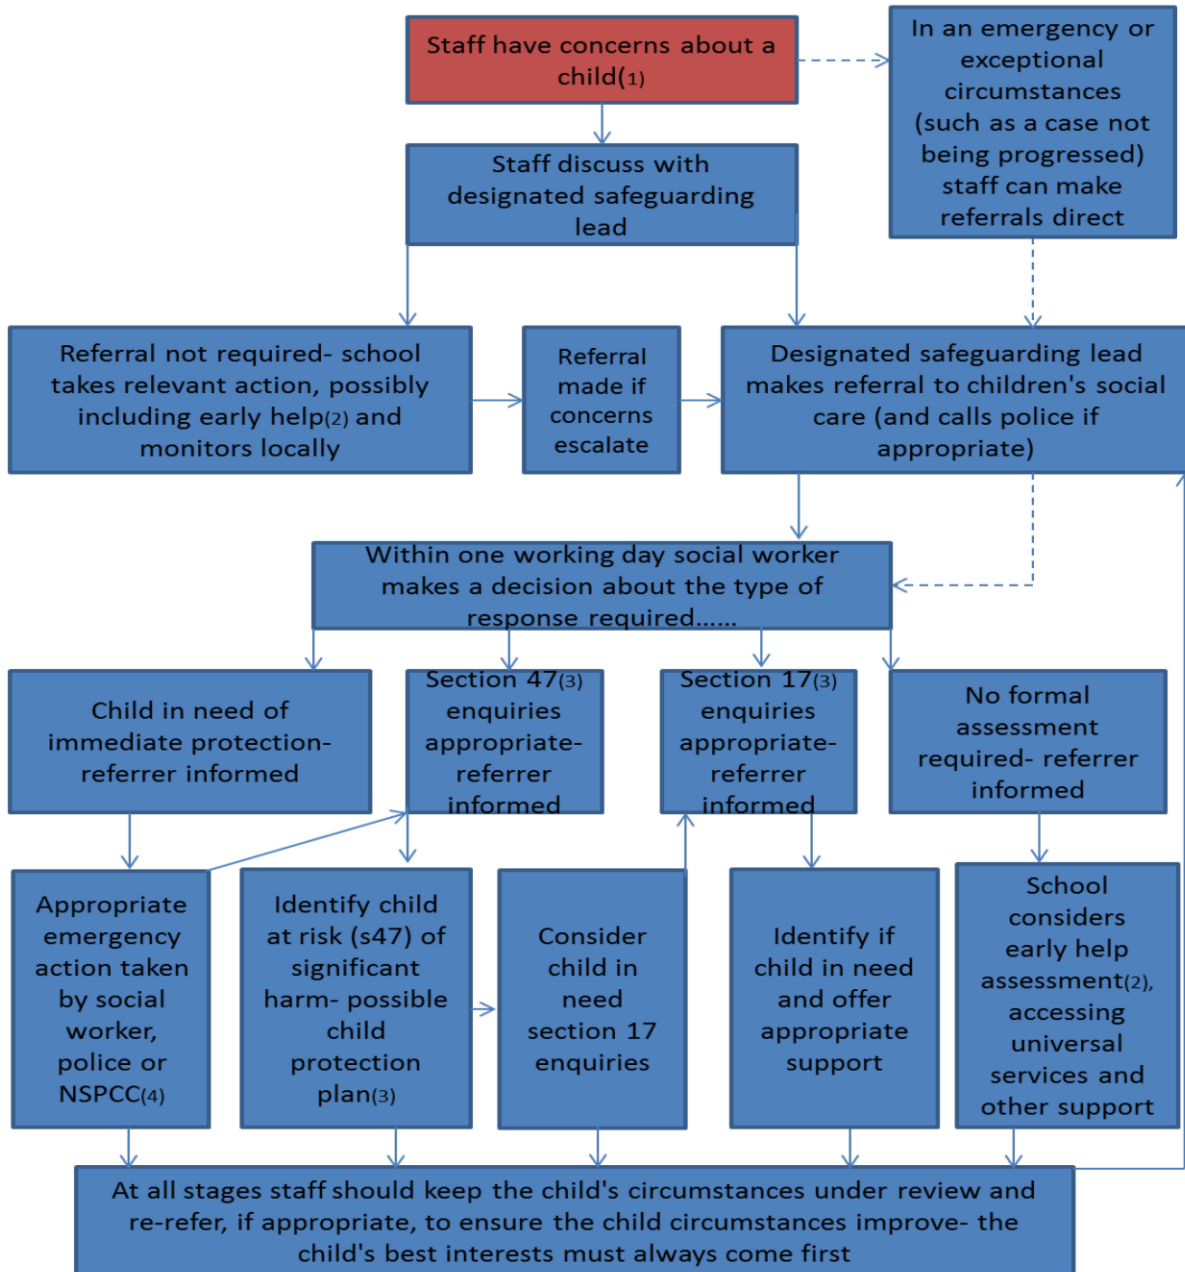 Staff have concerns about a
child(1)
In an emergency or
exceptional
circumstances
(such as a case not
being progressed)
staff can make
referrals direct
Staff discuss with
designated safeguarding
lead
Referral not required- school
takes relevant action, possibly
including early help(2) and
monitors locally
Referral
made if
concerns
escalate
Designated safeguarding lead
makes referral to children's social
care (and calls police if
appropriate)
Within one working day social worker
makes a decision about the type of
response required......
Child in need of
immediate protection-
referrer informed
Section 47(3)
enquiries
appropriate-
referrer
informed
Section 17(3)
enquiries
appropriate-
referrer
informed
No formal
assessment
required- referrer
informed
Appropriate
emergency
action taken
by social
worker,
police or
NSPCC(4)
Identify child
at risk (s47) of
significant
harm- possible
child
protection
plan(3)
Consider
child in
need
section 17
enquiries
Identify if
child in need
and offer
appropriate
support
School
considers
early help
assessment(2),
accessing
universal
services and
other support
At all stages staff should keep the child's circumstances under review and
re-refer, if appropriate, to ensure the child circumstances improve- the
child's best interests must always come first